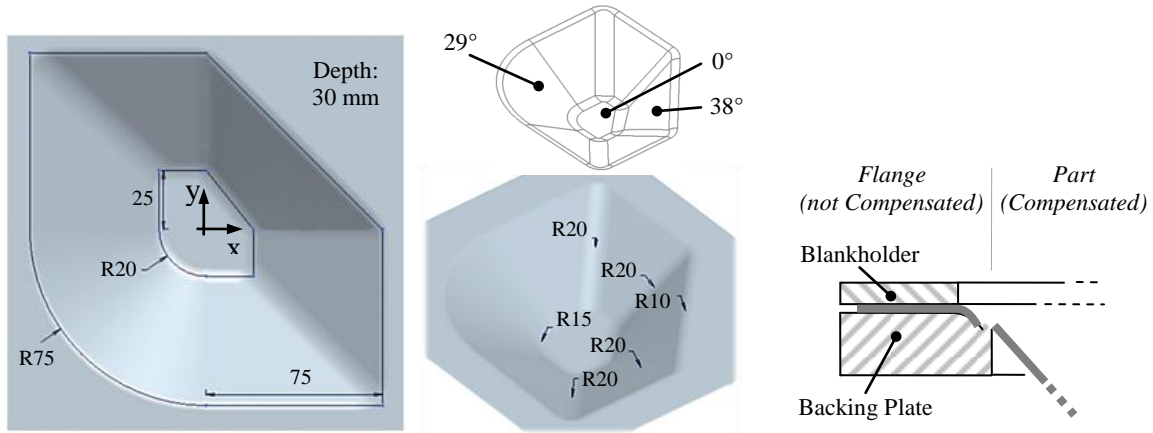 Depth:
30 mm
25
y
x
R20
R75
75
29°
0°
38°
R20
R20
R10
R15
R20
R20
Flange
(not Compensated)
Part
(Compensated)
Blankholder
Backing Plate